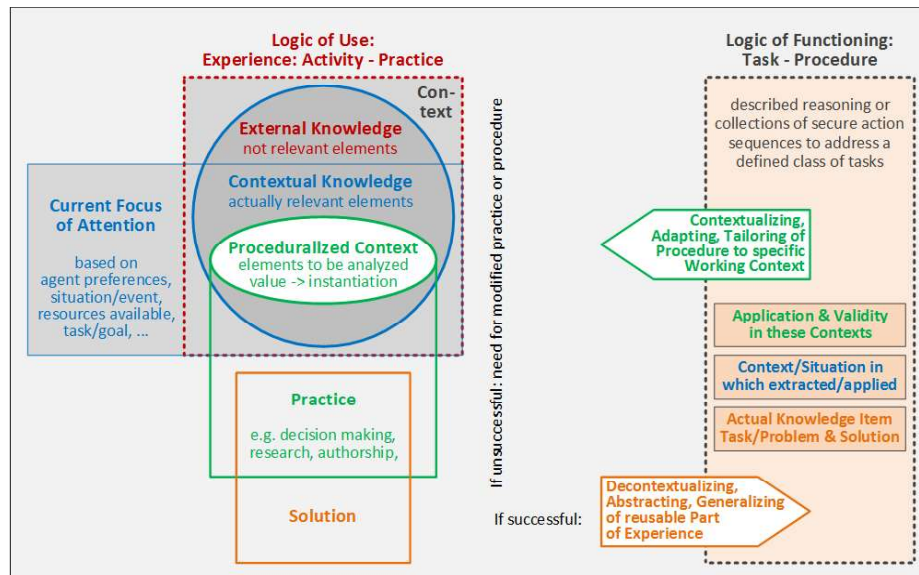 Logic of Use:
Experience: Activity - Practice
Con-
text
External Knowledge
not relevant elements
Contextual Knowledge
actually relevant elements
Current Focus
of Attention
based on
agent preferences,
situation/event,
resources available,
task/goal, ...
Proceduralized Context
elements to be analyzed
value -> instantiation
Practice
e.g. decision making,
research, authorship,
Solution
If unsuccessful: need for modified practice or procedure
If successful:
Logic of Functioning:
Task - Procedure
described reasoning or
collections of secure action
sequences to address a
defined class of tasks
Contextualizing,
Adapting, Tailoring of
Procedure to specific
Working Context
Application & Validity
in these Contexts
Context/Situation in
which extracted/applied
Actual Knowledge Item
Task/Problem & Solution
Decontextualizing,
Abstracting, Generalizing
of reusable Part
of Experience